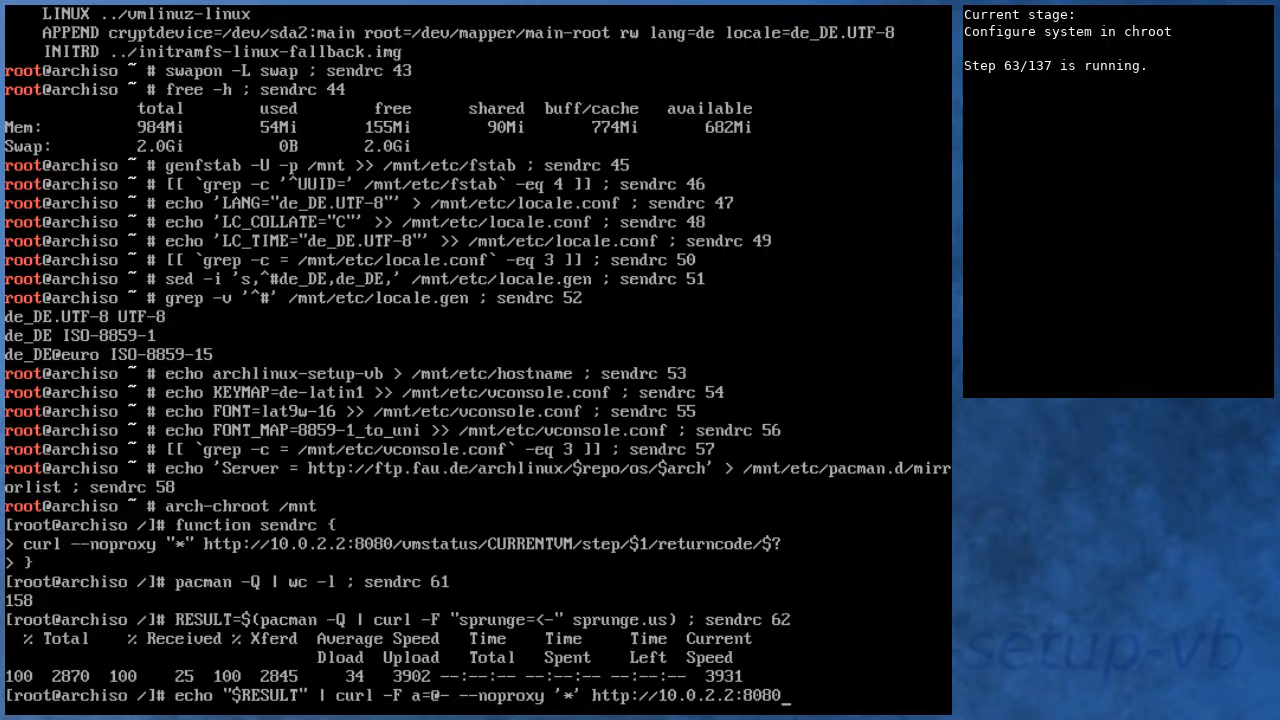 LINUX ../vmlinuz-linux
APPEND cryptdevice=/dev/sda2:main root=/dev/mapper/main-root rw lang=de locale=de_DE.UTF-8
INITRD ../initramfs-linux-fallback.img
root@archiso ~ # swapon -L swap ; sendrc 43
root@archiso ~ # free -h ; sendrc 44
total used free shared buff/cache available
Mem: 984Mi 54Mi 155Mi 90Mi 774Mi 682Mi
Swap: 2.0Gi 0B 2.0Gi
root@archiso ~ # genfstab -U -p /mnt >> /mnt/etc/fstab ; sendrc 45
root@archiso ~ # [[ `grep -c '^UUID=' /mnt/etc/fstab` -eq 4 ]] ; sendrc 46
root@archiso ~ # echo 'LANG="de_DE.UTF-8"' > /mnt/etc/locale.conf ; sendrc 47
root@archiso ~ # echo 'LC_COLLATE="C"' >> /mnt/etc/locale.conf ; sendrc 48
root@archiso ~ # echo 'LC_TIME="de_DE.UTF-8"' >> /mnt/etc/locale.conf ; sendrc 49
root@archiso ~ # [[ `grep -c = /mnt/etc/locale.conf` -eq 3 ]] ; sendrc 50
root@archiso ~ # sed -i 's,^#de_DE,de_DE,' /mnt/etc/locale.gen ; sendrc 51
root@archiso ~ # grep -v '^#' /mnt/etc/locale.gen ; sendrc 52
de_DE.UTF-8 UTF-8
de_DE ISO-8859-1
de_DE@euro ISO-8859-15
root@archiso ~ # echo archlinux-setup-vb > /mnt/etc/hostname ; sendrc 53
root@archiso ~ # echo KEYMAP=de-latin1 >> /mnt/etc/vconsole.conf ; sendrc 54
root@archiso ~ # echo FONT=lat9w-16 >> /mnt/etc/vconsole.conf ; sendrc 55
root@archiso ~ # echo FONT_MAP=8859-1_to_uni >> /mnt/etc/vconsole.conf ; sendrc 56
root@archiso ~ # [[ `grep -c = /mnt/etc/vconsole.conf` -eq 3 ]] ; sendrc 57
root@archiso ~ # echo 'Server = http://ftp.fau.de/archlinux/$repo/os/$arch' > /mnt/etc/pacman.d/mirr
orlist ; sendrc 58
root@archiso ~ # arch-chroot /mnt
[root@archiso /]# function sendrc {
> curl --noproxy "*" http://10.0.2.2:8080/vmstatus/CURRENTVM/step/$1/returncode/$?
> }
[root@archiso /]# pacman -Q | wc -l ; sendrc 61
158
[root@archiso /]# RESULT=$(pacman -Q | curl -F "sprunge=<-" sprunge.us) ; sendrc 62
% Total % Received % Xferd Average Speed Time Time Time Current
Dload Upload Total Spent Left Speed
100 2870 100 25 100 2845 34 3902 --:--:-- --:--:-- --:--:-- 3931
[root@archiso /]# echo "$RESULT" | curl -F a=@- --noproxy '*' http://10.0.2.2:8080_
Current stage:
Configure system in chroot
Step 63/137 is running.
-setup-vb